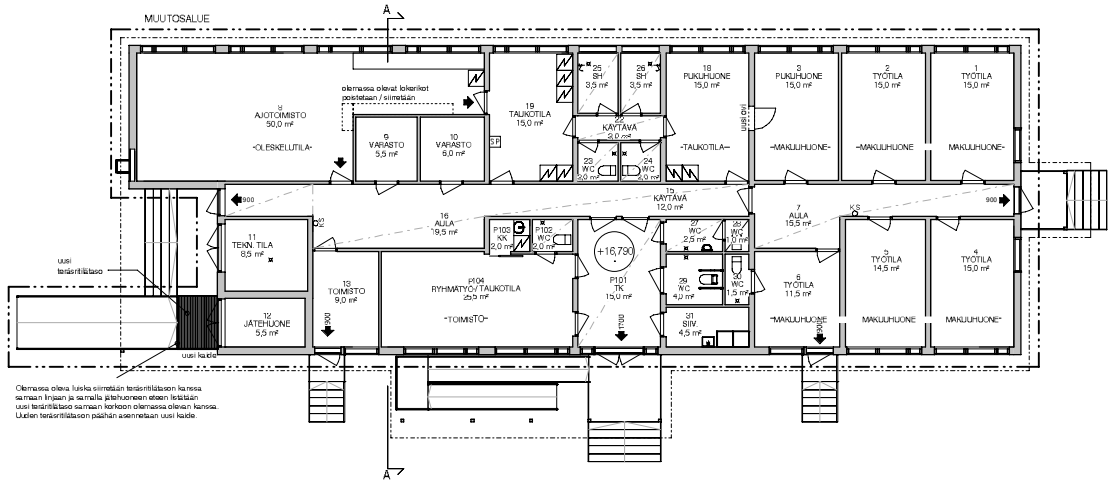 MUUTOSALUE
A
8
AJOTOIMISTO
50,0 m²
-OLESKELUTILA-
olemassa olevat lokerikot
poistetaan / siirretään
9
VARASTO
5,5 m²
10
VARASTO
6,0 m²
19
TAUKOTILA
15,0 m²
SP
25
SH
3,5 m²
26
SH
3,5 m²
22
KÄYTÄVÄ
3,0 m²
23
WC
2,0 m²
24
WC
2,0 m²
18
PUKUHUONE
15,0 m²
-TAUKOTILA-
uusi ovi
3
PUKUHUONE
15,0 m²
-MAKUUHUONE-
2
TYÖTILA
15,0 m²
-MAKUUHUONE-
1
TYÖTILA
15,0 m²
MAKUUHUONE-
900
KS
16
AULA
19,5 m²
15
KÄYTÄVÄ
12,0 m²
7
AULA
15,5 m²
KS
900
11
TEKN. TILA
8,5 m²
12
JÄTEHUONE
5,5 m²
13
TOIMISTO
9,0 m²
900
P103
KK
2,0 m²
P102
WC
2,0 m²
P104
RYHMÄTYÖ/ TAUKOTILA
25,5 m²
-TOIMISTO-
+16,790
P101
TK
15,0 m²
1700
27
WC
2,5 m²
28
WC
1,0 m²
29
WC
4,0 m²
30
WC
1,5 m²
31
SIIV.
4,5 m²
6
TYÖTILA
11,5 m²
-MAKUUHUONE
900
5
TYÖTILA
14,5 m²
MAKUUHUONE
4
TYÖTILA
15,0 m²
MAKUUHUONE-
uusi
teräsritilätaso
uusi kaide
Olemassa oleva luiska siirretään teräsritilätason kanssa
samaan linjaan ja samalla jätehuoneen eteen listätään
uusi teräritilätaso samaan korkoon olemassa olevan kanssa.
Uuden teräsritilätason päähän asennetaan uusi kaide.
A